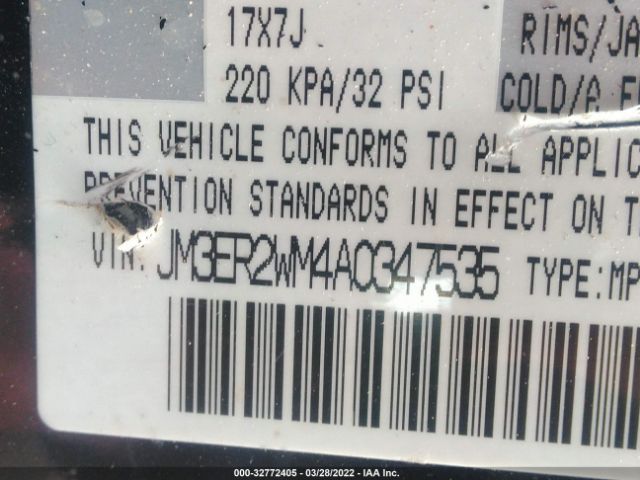 17X7J RIMS/JA
220 KPA/32 PSI COLD/A F
THIS VEHICLE CONFORMS TO ALL APPLIC
PREVENTION STANDARDS IN EFFECT ON T
VIN: JM3ER2WM4A0347535 TYPE:MP
000-32772405 - 03/28/2022 - IAA Inc.